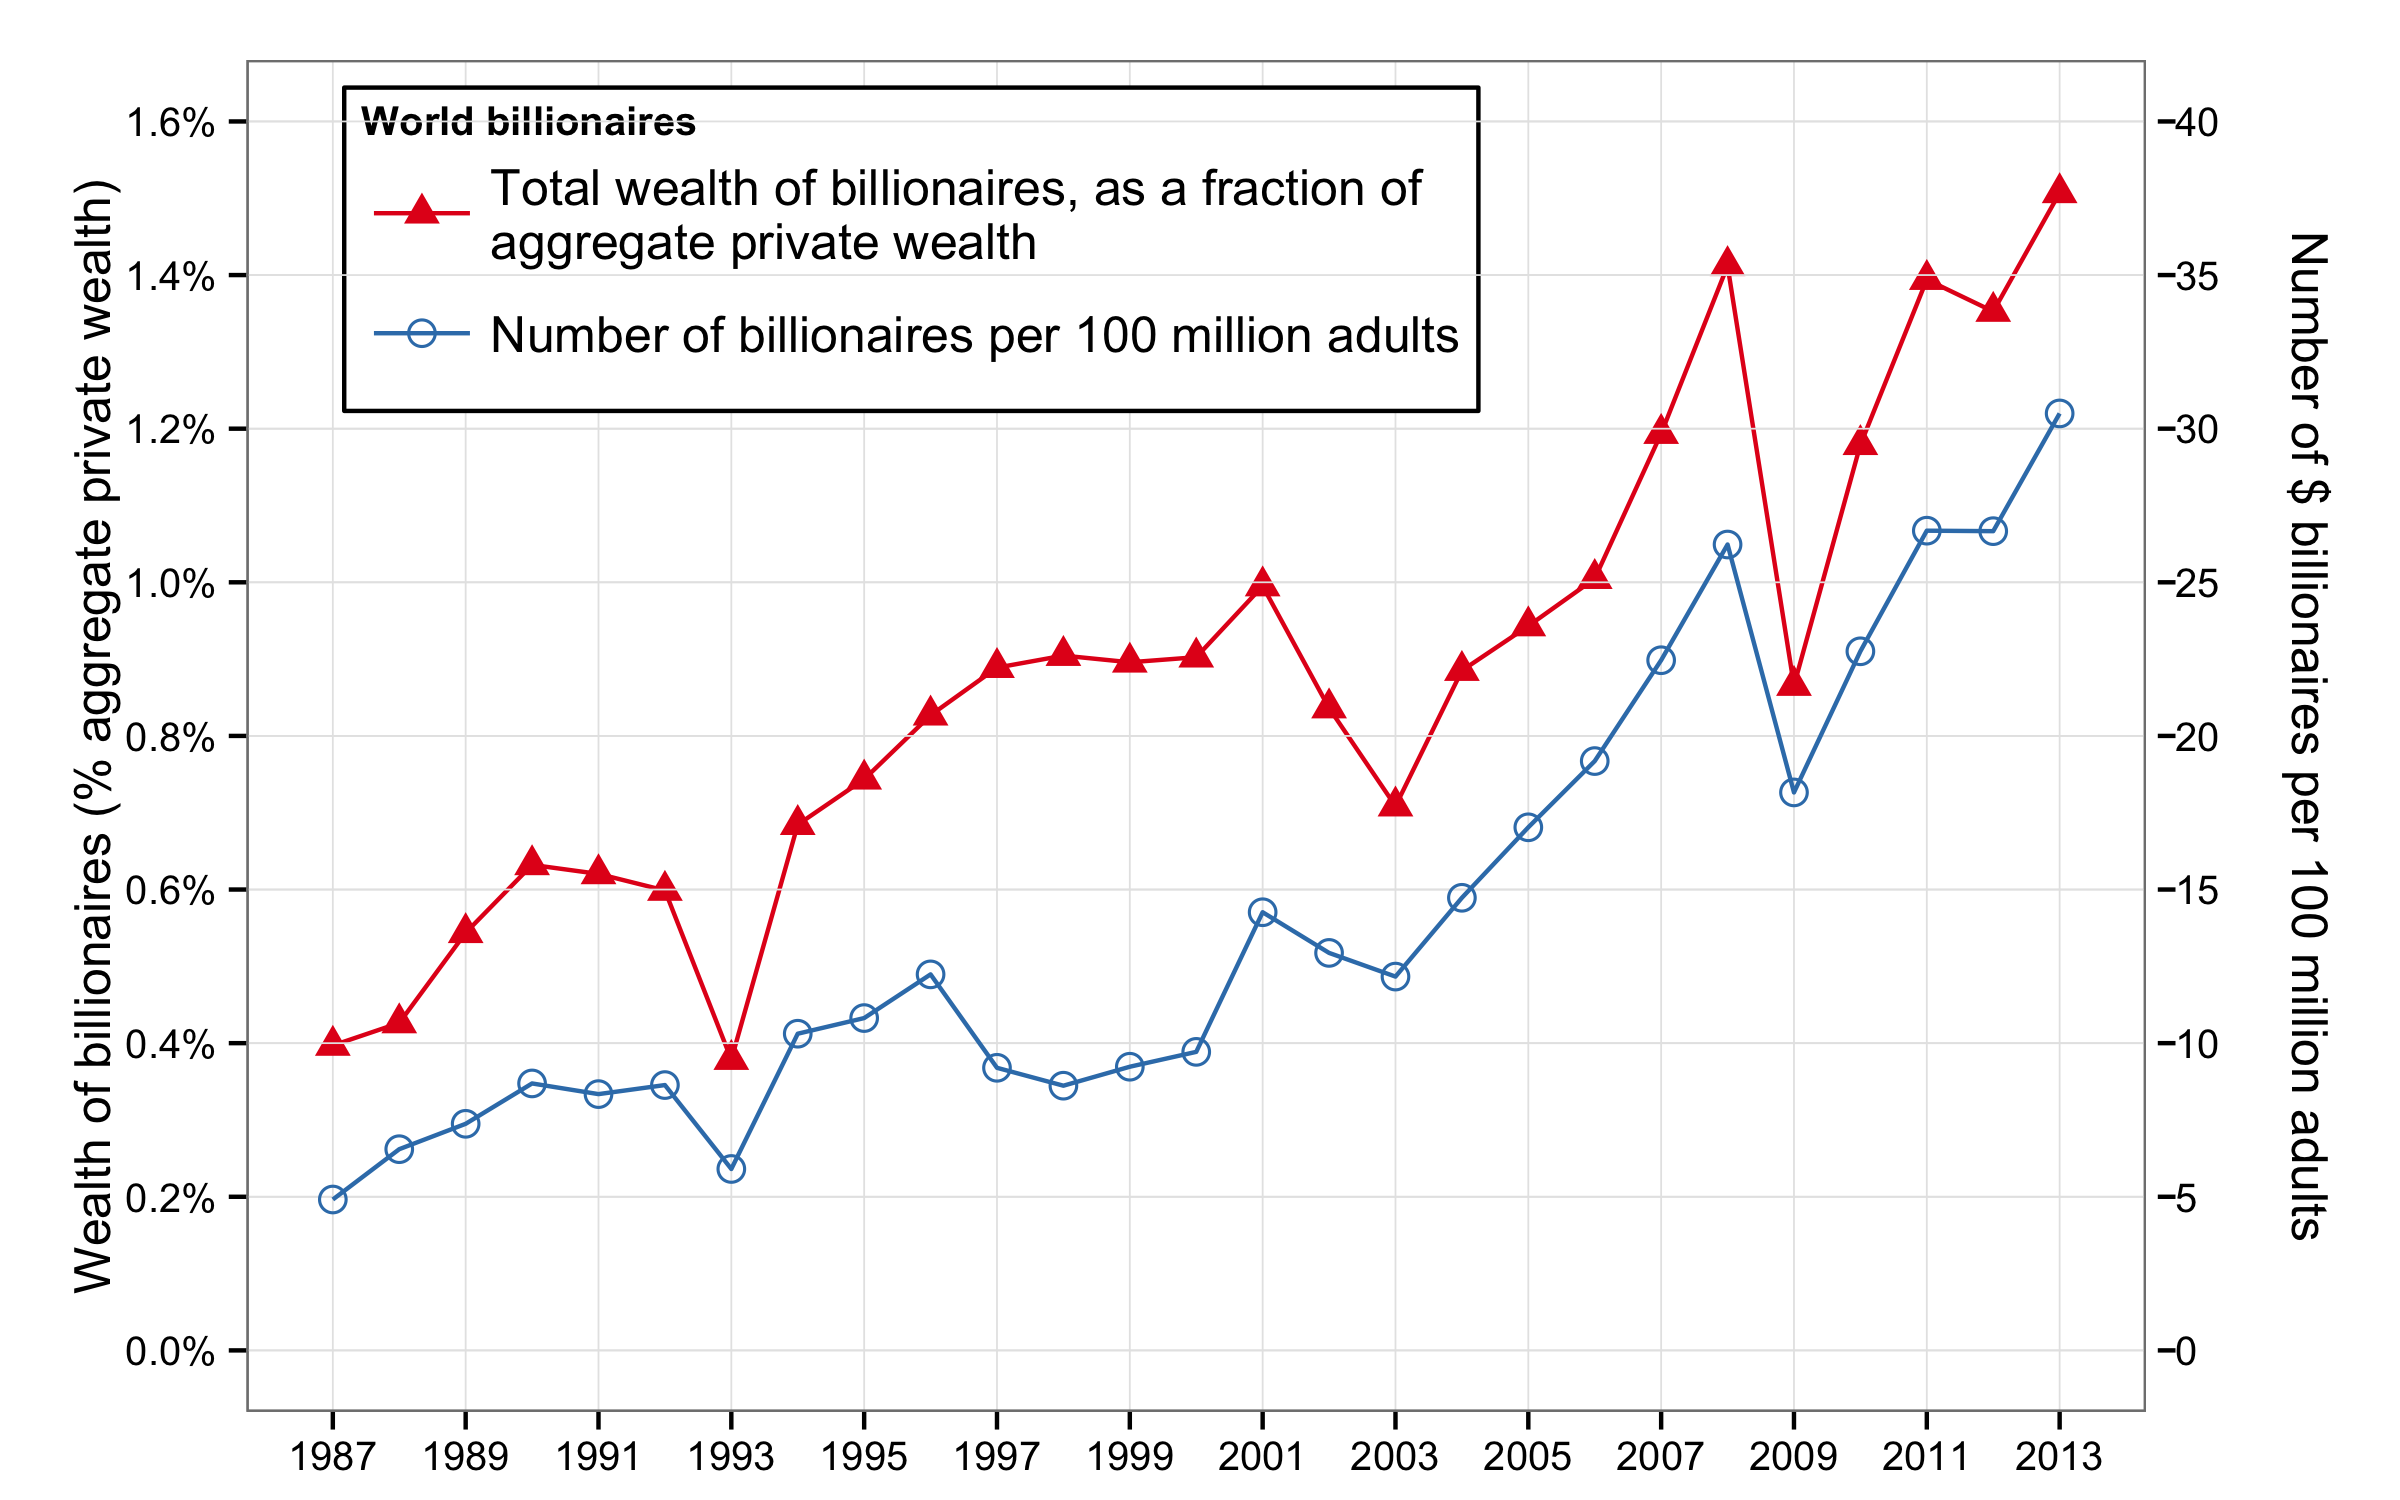 World billionaires
Total wealth of billionaires, as a fraction of
aggregate private wealth
Number of billionaires per 100 million adults
Wealth of billionaires (% aggregate private wealth)
1.6%
1.4%
1.2%
1.0%
0.8%
0.6%
0.4%
0.2%
0.0%
40
35
30
25
20
15
10
5
0
Number of $ billionaires per 100 million adults
1987 1989 1991 1993 1995 1997 1999 2001 2003 2005 2007 2009 2011 2013